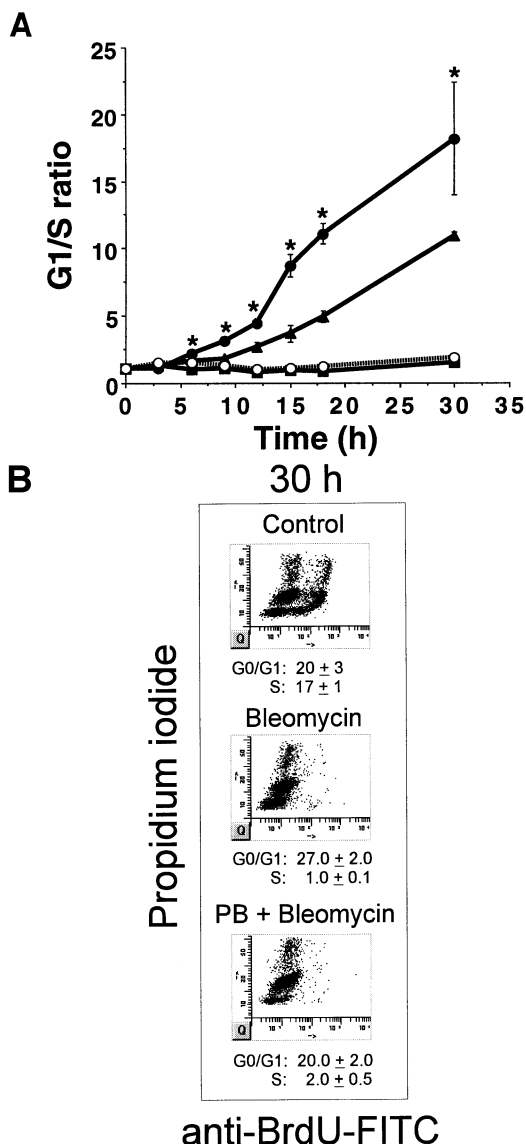 A
25
20
15
10
5
0
G1/S ratio
*
*
*
*
*
*
0 5 10 15 20 25 30 35
Time (h)
B
30 h
Control
Q
G0/G1: 20 ± 3
S: 17 ± 1
Bleomycin
Q
G0/G1: 27.0 ± 2.0
S: 1.0 ± 0.1
PB + Bleomycin
Q
G0/G1: 20.0 ± 2.0
S: 2.0 ± 0.5
Propidium iodide
anti-BrdU-FITC